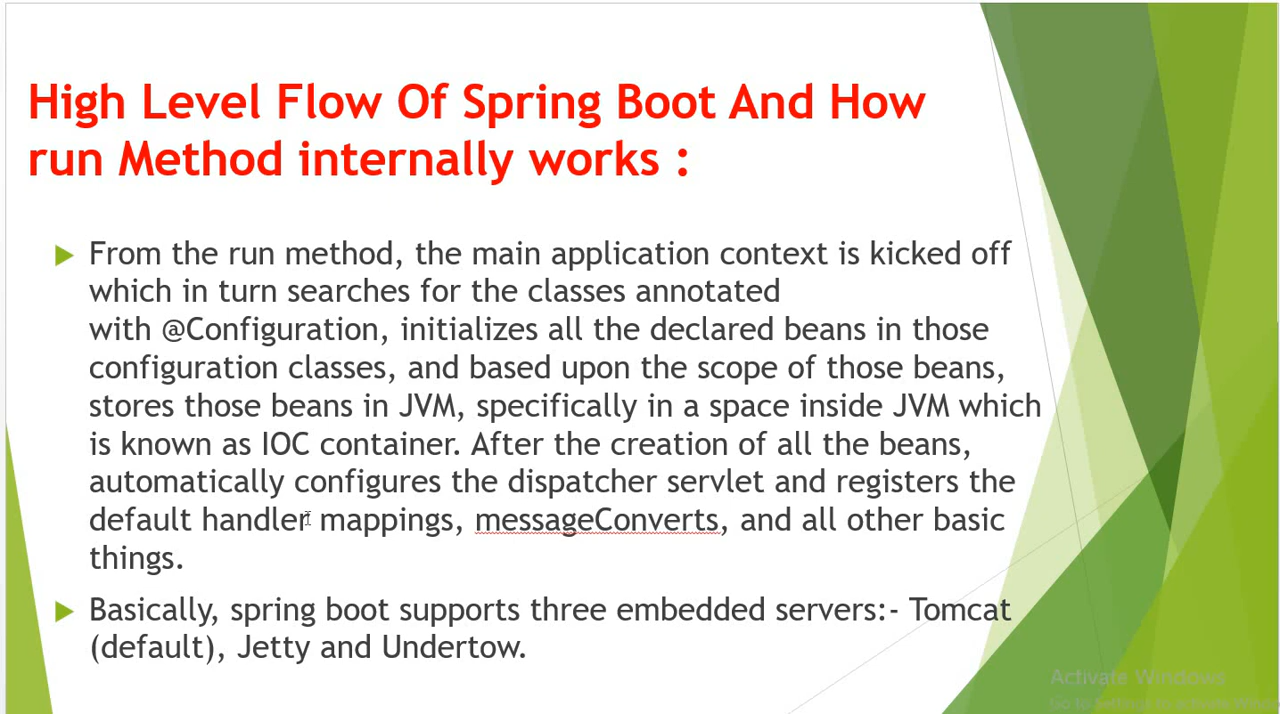 High Level Flow Of Spring Boot And How
run Method internally works :
From the run method, the main application context is kicked off
which in turn searches for the classes annotated
with @Configuration, initializes all the declared beans in those
configuration classes, and based upon the scope of those beans,
stores those beans in JVM, specifically in a space inside JVM which
is known as IOC container. After the creation of all the beans,
automatically configures the dispatcher servlet and registers the
default handler mappings, messageConverts, and all other basic
things.
Basically, spring boot supports three embedded servers:- Tomcat
(default), Jetty and Undertow.
Activate Windows
Go to Settings to activate